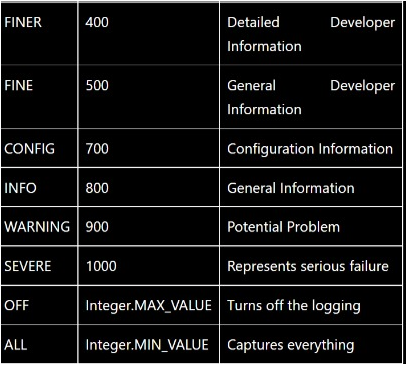 FINER 400 Detailed Developer
Information
FINE 500 General Developer
Information
CONFIG 700 Configuration Information
INFO 800 General Information
WARNING 900 Potential Problem
SEVERE 1000 Represents serious failure
OFF Integer.MAX_VALUE Turns off the logging
ALL Integer.MIN_VALUE Captures everything